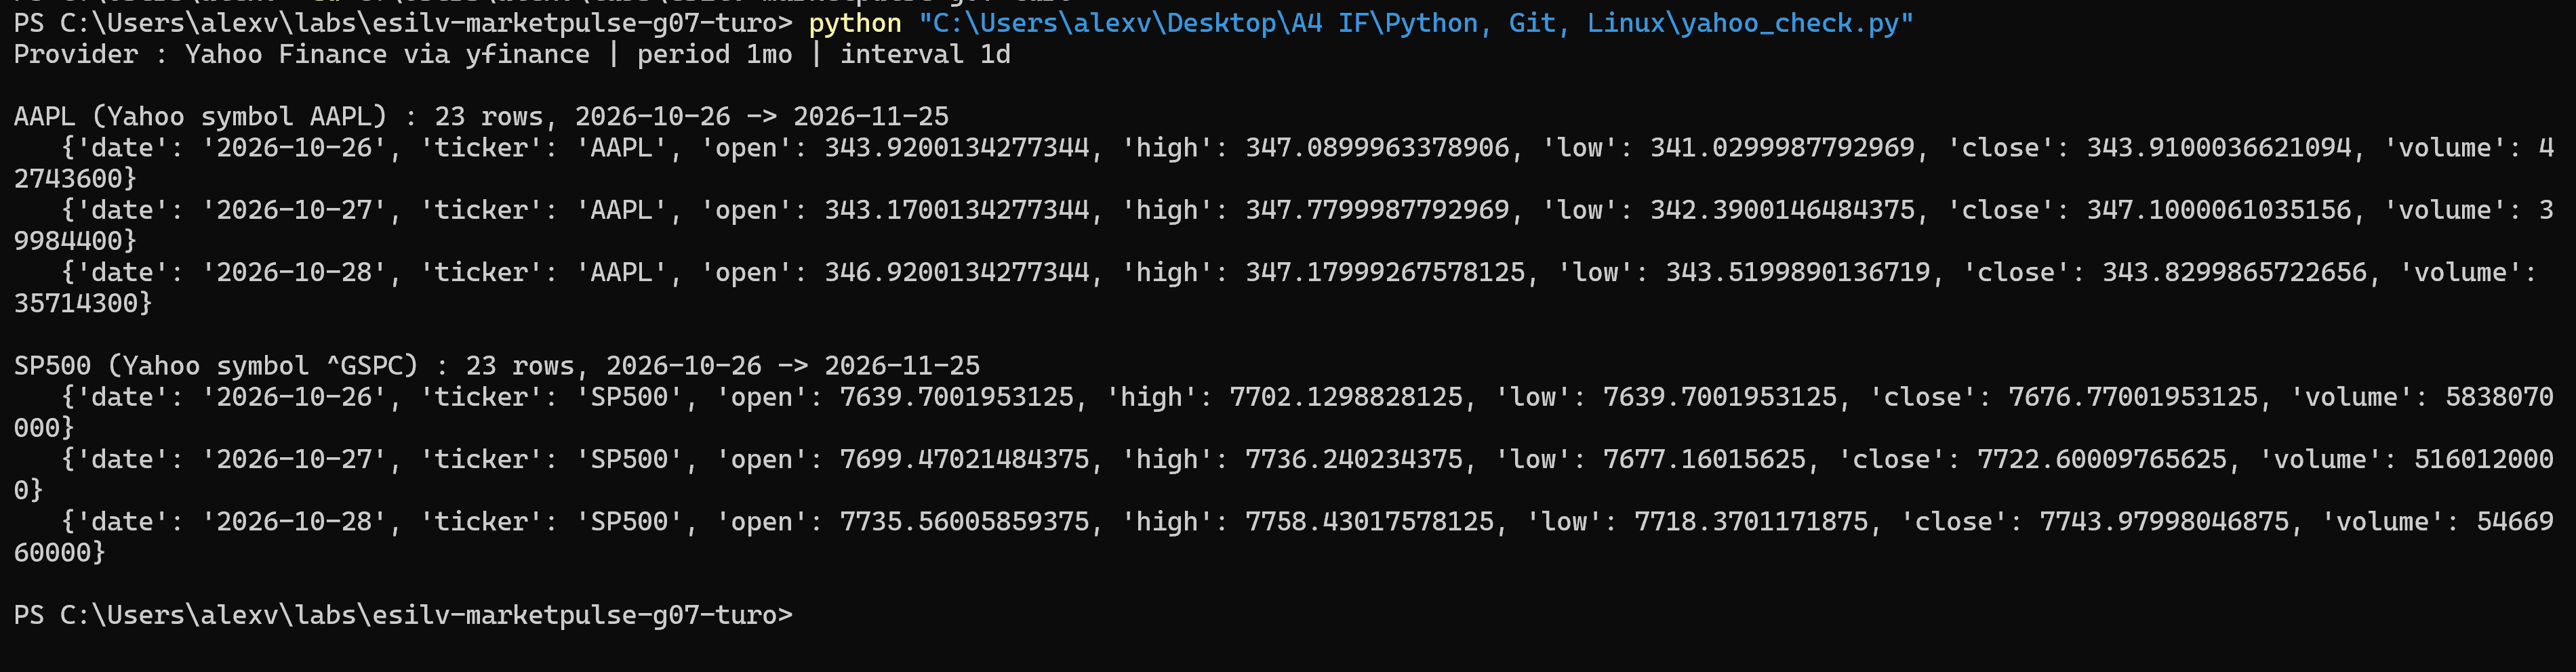 PS C:\Users\alexv\labs\esilv-marketpulse-g07-turo> python "C:\Users\alexv\Desktop\A4 IF\Python, Git, Linux\yahoo_check.py"
Provider : Yahoo Finance via yfinance | period 1mo | interval 1d
AAPL (Yahoo symbol AAPL) : 23 rows, 2026-10-26 -> 2026-11-25
{'date': '2026-10-26', 'ticker': 'AAPL', 'open': 343.9200134277344, 'high': 347.0899963378906, 'low': 341.0299987792969, 'close': 343.9100036621094, 'volume': 4
2743600}
{'date': '2026-10-27', 'ticker': 'AAPL', 'open': 343.1700134277344, 'high': 347.7799987792969, 'low': 342.3900146484375, 'close': 347.1000061035156, 'volume': 3
9984400}
{'date': '2026-10-28', 'ticker': 'AAPL', 'open': 346.9200134277344, 'high': 347.17999267578125, 'low': 343.5199890136719, 'close': 343.8299865722656, 'volume':
35714300}
SP500 (Yahoo symbol ^GSPC) : 23 rows, 2026-10-26 -> 2026-11-25
{'date': '2026-10-26', 'ticker': 'SP500', 'open': 7639.7001953125, 'high': 7702.1298828125, 'low': 7639.7001953125, 'close': 7676.77001953125, 'volume': 5838070
000}
{'date': '2026-10-27', 'ticker': 'SP500', 'open': 7699.47021484375, 'high': 7736.240234375, 'low': 7677.16015625, 'close': 7722.60009765625, 'volume': 516012000
0}
{'date': '2026-10-28', 'ticker': 'SP500', 'open': 7735.56005859375, 'high': 7758.43017578125, 'low': 7718.3701171875, 'close': 7743.97998046875, 'volume': 54669
60000}
PS C:\Users\alexv\labs\esilv-marketpulse-g07-turo>